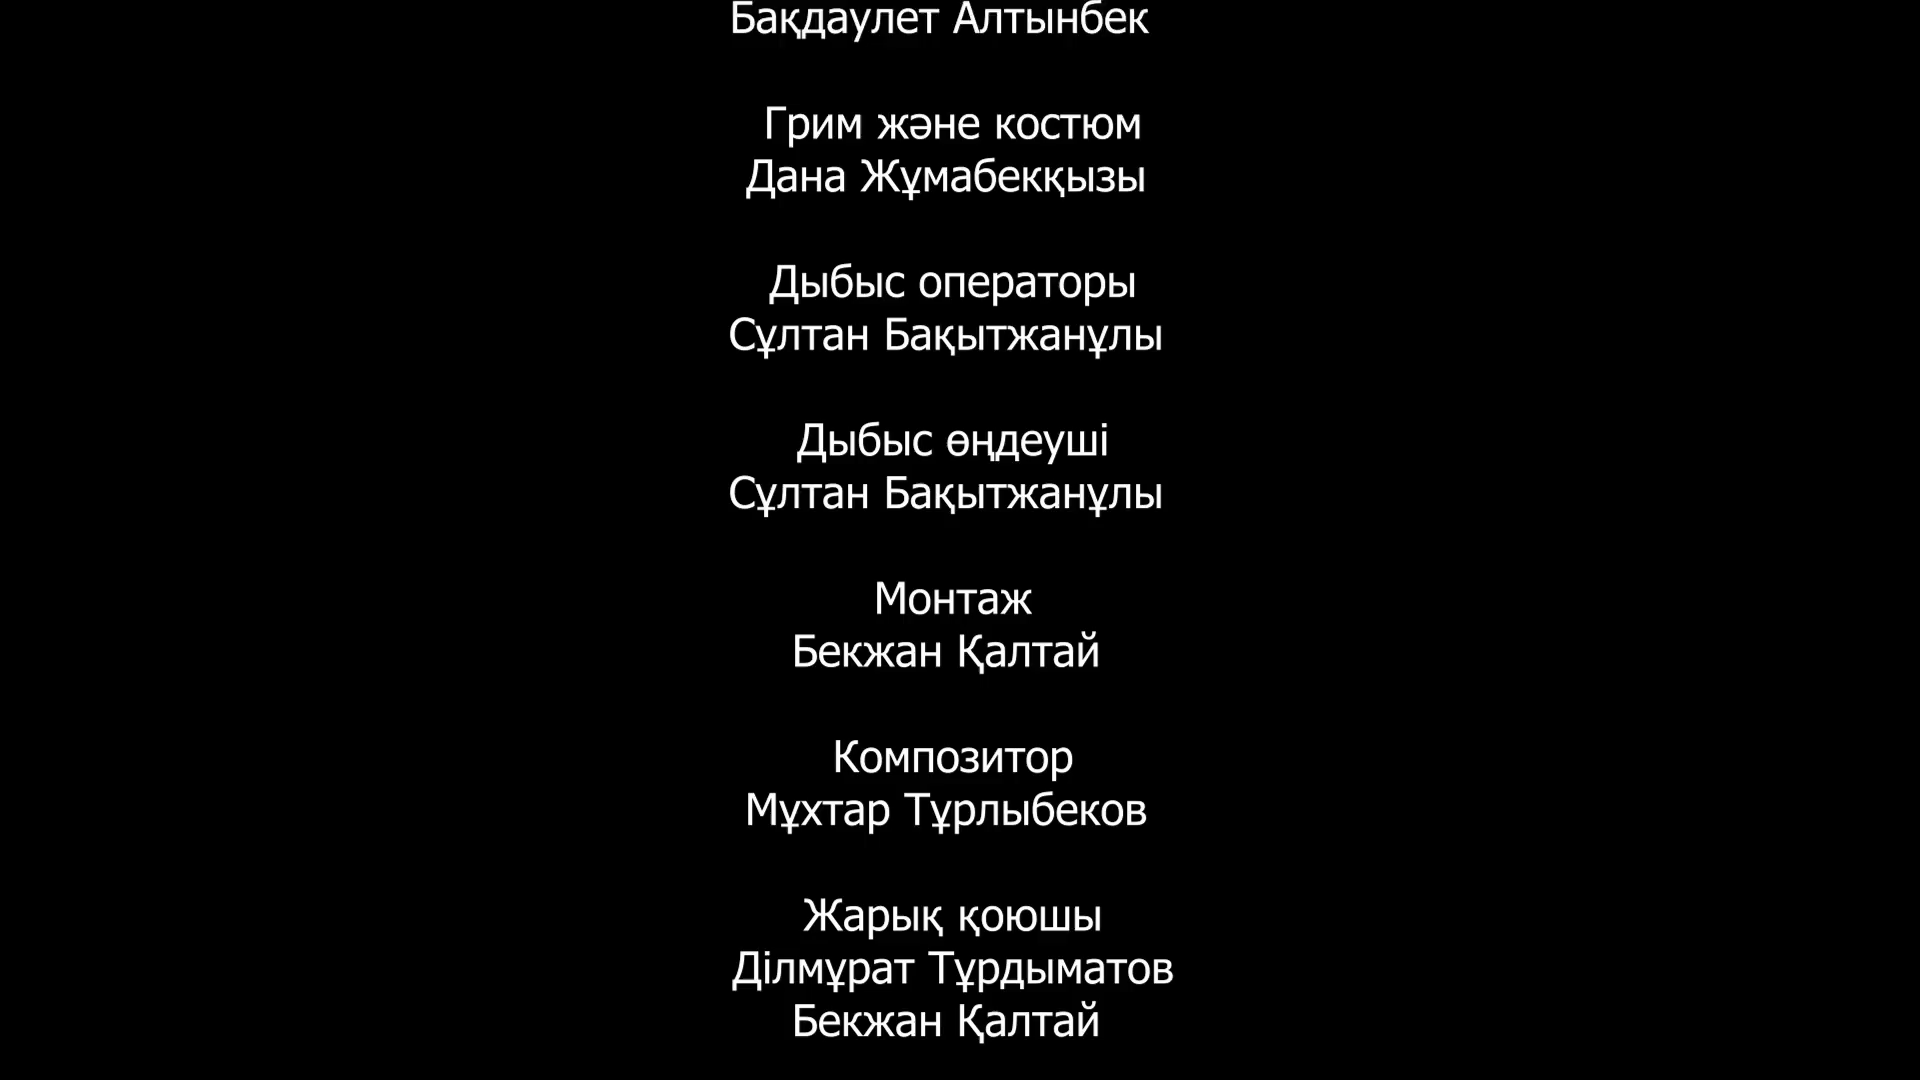 Бақдаулет Алтынбек
Грим және костюм
Дана Жұмабекқызы
Дыбыс операторы
Сұлтан Бақытжанұлы
Дыбыс өңдеуші
Сұлтан Бақытжанұлы
Монтаж
Бекжан Қалтай
Композитор
Мұхтар Тұрлыбеков
Жарық қоюшы
Ділмұрат Тұрдыматов
Бекжан Қалтай